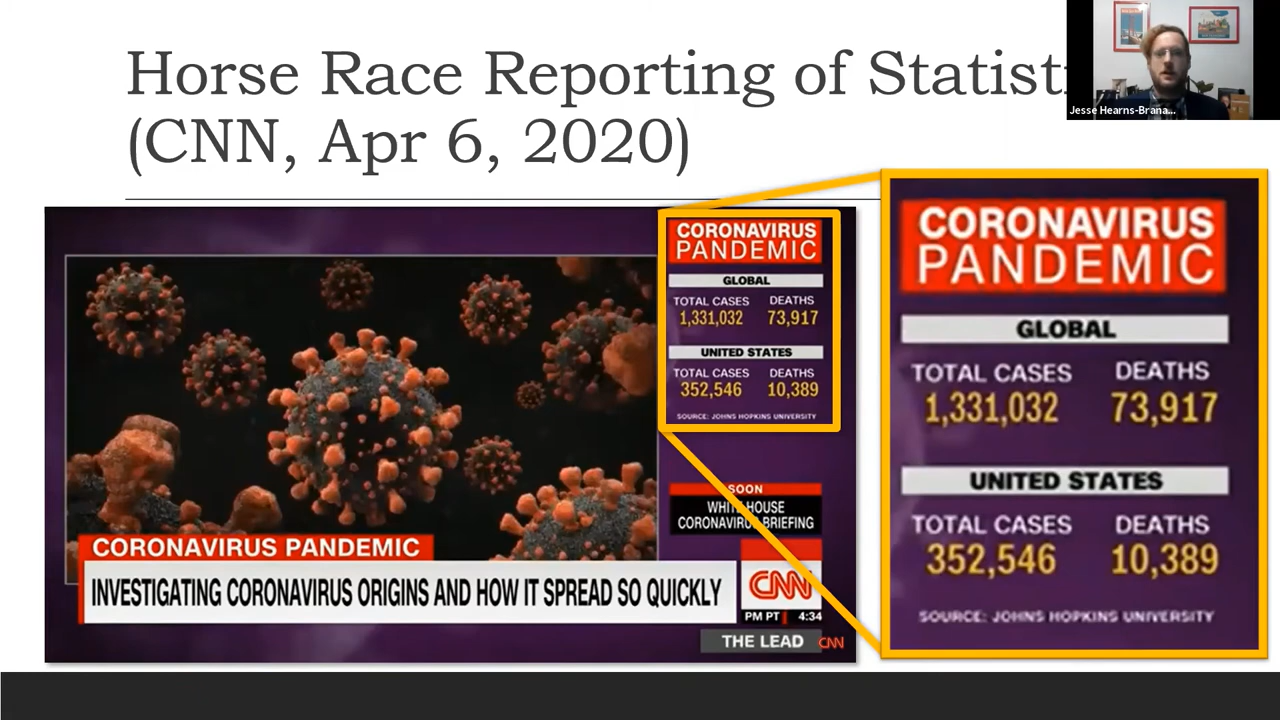 Horse Race Reporting of Statist
(CNN, Apr 6, 2020)
Jesse Hearns-Brana...
CORONAVIRUS
PANDEMIC
GLOBAL
TOTAL CASES DEATHS
1,331,032 73,917
UNITED STATES
TOTAL CASES DEATHS
352,546 10,389
SOURCE: JOHNS HOPKINS UNIVERSITY
SOON
WHITE HOUSE
CORONAVIRUS BRIEFING
CORONAVIRUS PANDEMIC
INVESTIGATING CORONAVIRUS ORIGINS AND HOW IT SPREAD SO QUICKLY
CNN
PM PT 4:34
THE LEAD CNN
CORONAVIRUS
PANDEMIC
GLOBAL
TOTAL CASES DEATHS
1,331,032 73,917
UNITED STATES
TOTAL CASES DEATHS
352,546 10,389
SOURCE: JOHNS HOPKINS UNIVERSITY